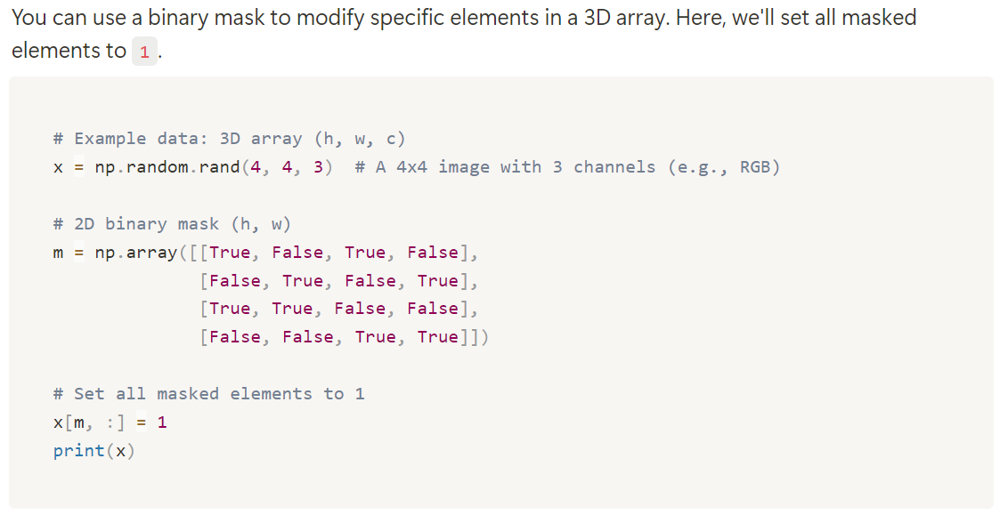 You can use a binary mask to modify specific elements in a 3D array. Here, we'll set all masked
elements to 1.
# Example data: 3D array (h, w, c)
x = np.random.rand(4, 4, 3)  # A 4x4 image with 3 channels (e.g., RGB)
# 2D binary mask (h, w)
m = np.array([[True, False, True, False],
              [False, True, False, True],
              [True, True, False, False],
              [False, False, True, True]])
# Set all masked elements to 1
x[m, :] = 1
print(x)